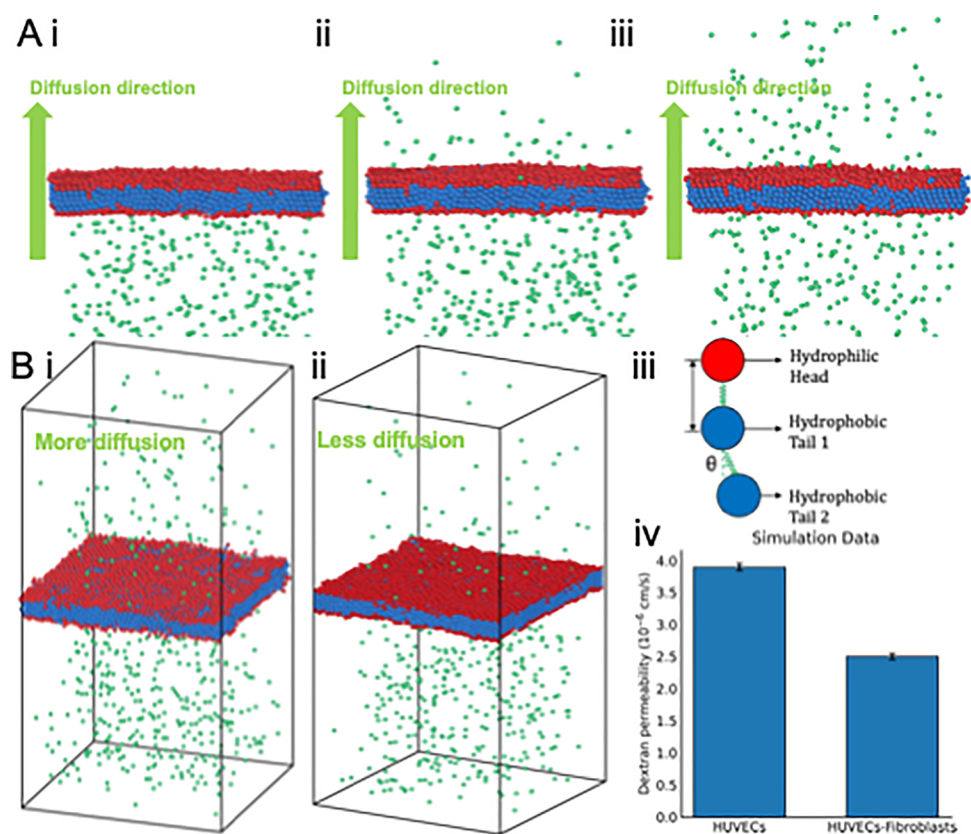 A i
ii
iii
Diffusion direction
Diffusion direction
Diffusion direction
B i
ii
iii
More diffusion
Less diffusion
Hydrophilic
Head
Hydrophobic
Tail 1
θ
Hydrophobic
Tail 2
iv
Simulation Data
Dextran permeability (10⁻⁶ cm/s)
4.0
3.5
3.0
2.5
2.0
1.5
1.0
0.5
0.0
HUVECs
HUVECs-Fibroblasts